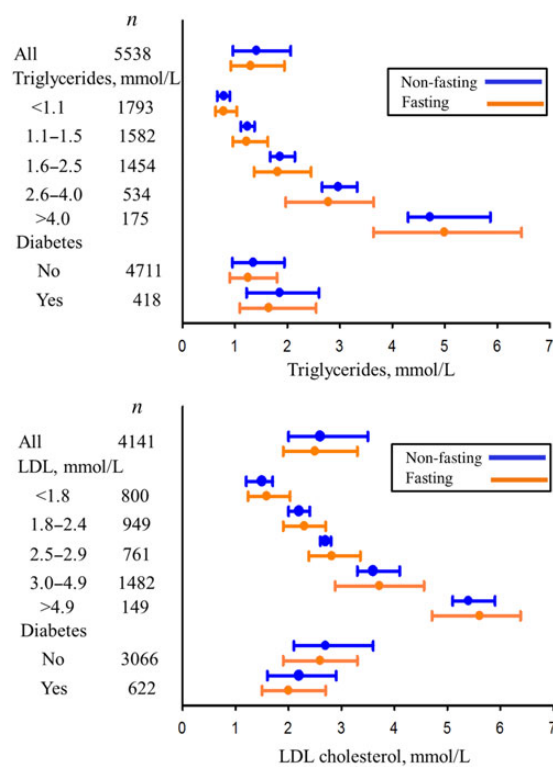 n
All 5538
Triglycerides, mmol/L
<1.1 1793
1.1–1.5 1582
1.6–2.5 1454
2.6–4.0 534
>4.0 175
Diabetes
No 4711
Yes 418
Non-fasting
Fasting
0 1 2 3 4 5 6 7
Triglycerides, mmol/L
n
All 4141
LDL, mmol/L
<1.8 800
1.8–2.4 949
2.5–2.9 761
3.0–4.9 1482
>4.9 149
Diabetes
No 3066
Yes 622
Non-fasting
Fasting
0 1 2 3 4 5 6 7
LDL cholesterol, mmol/L